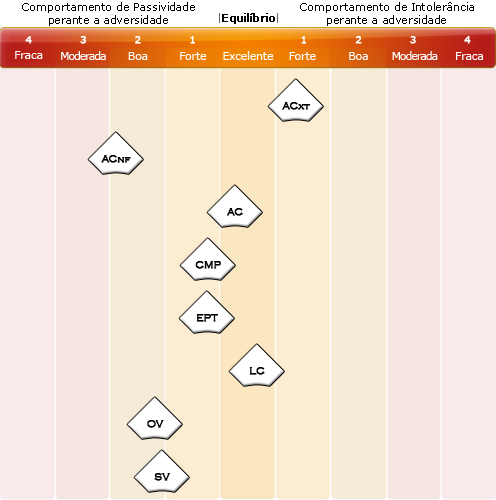 Comportamento de Passividade
perante a adversidade
|Equilíbrio|
Comportamento de Intolerância
perante a adversidade
4 3 2 1 1 2 3 4
Fraca Moderada Boa Forte Excelente Forte Boa Moderada Fraca
ACXT
ACNF
AC
CMP
EPT
LC
OV
SV